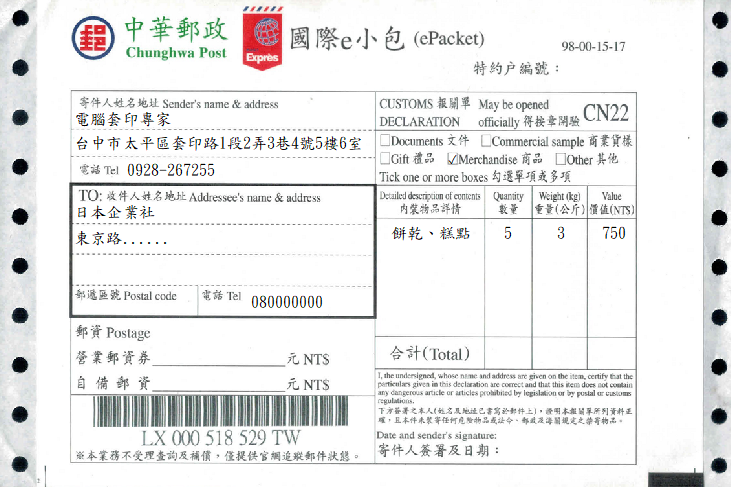 中華郵政
Chunghwa Post
Exprès
國際e小包 (ePacket)
98-00-15-17
特約戶編號：
寄件人姓名地址 Sender's name & address
電腦套印專家
台中市太平區套印路1段2弄3巷4號5樓6室
電話 Tel 0928-267255
TO: 收件人姓名地址 Addressee's name & address
日本企業社
東京路......
郵遞區號 Postal code 電話 Tel 080000000
郵資 Postage
營業郵資券 元 NT$
自備郵資 元 NT$
LX 000 518 529 TW
※本業務不受理查詢及補償，僅提供官網追蹤郵件狀態。
CUSTOMS 報關單 May be opened CN22
DECLARATION officially 得按章開驗
□Documents 文件 □Commercial sample 商業貨樣
□Gift 禮品 ☑Merchandise 商品 □Other 其他
Tick one or more boxes 勾選單項或多項
Detailed description of contents Quantity Weight (kg) Value
內裝物品詳情 數量 重量(公斤) 價值(NT$)
餅乾、糕點 5 3 750
合計(Total)
I, the undersigned, whose name and address are given on the item, certify that the
particulars given in this declaration are correct and that this item does not contain
any dangerous article or articles prohibited by legislation or by postal or customs
regulations.
下方簽署之本人(姓名及地址已書寫於郵件上)，證明本報關單所列資料正
確，且本件未裝寄任何危險物品或法令、郵政及海關規定之禁寄物品。
Date and sender's signature:
寄件人簽署及日期：